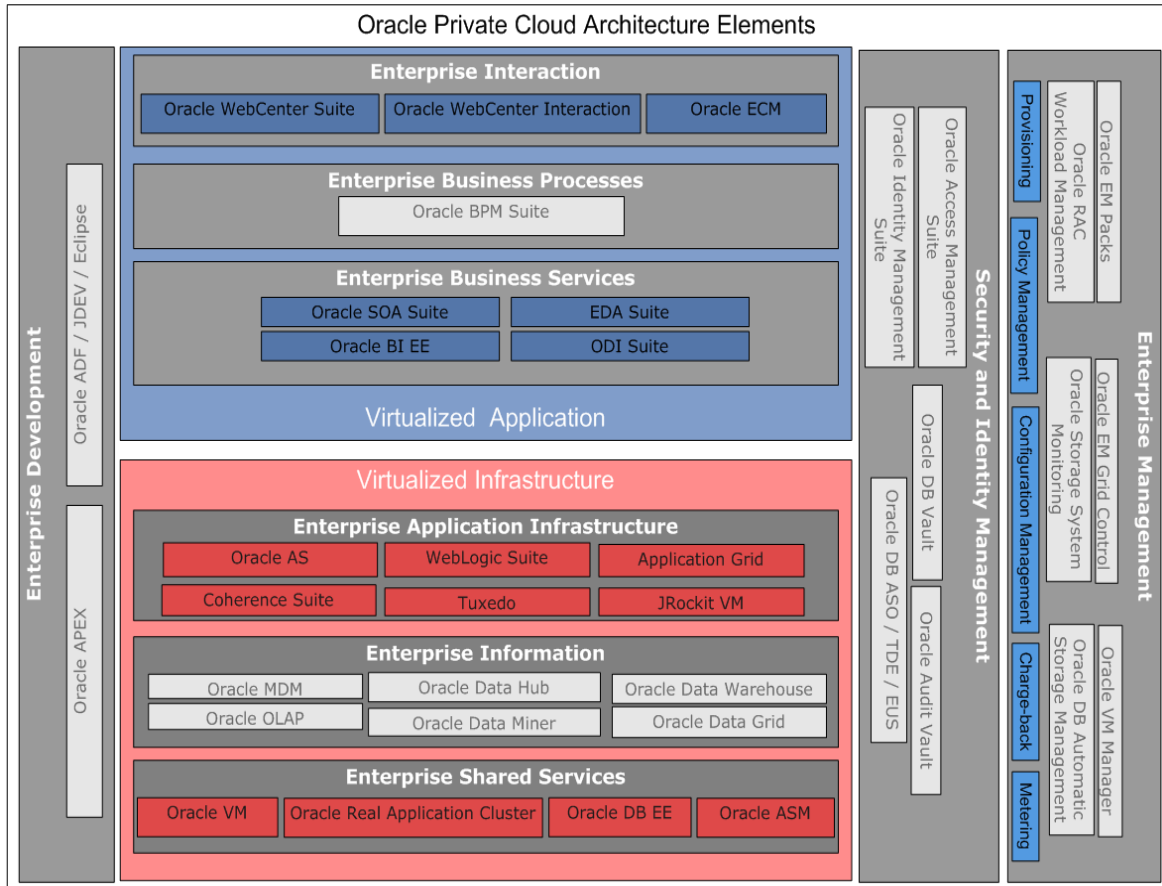 Oracle Private Cloud Architecture Elements
Enterprise Development
Oracle ADF / JDEV / Eclipse
Oracle APEX
Enterprise Interaction
Oracle WebCenter Suite
Oracle WebCenter Interaction
Oracle ECM
Enterprise Business Processes
Oracle BPM Suite
Enterprise Business Services
Oracle SOA Suite
EDA Suite
Oracle BI EE
ODI Suite
Virtualized Application
Virtualized Infrastructure
Enterprise Application Infrastructure
Oracle AS
WebLogic Suite
Application Grid
Coherence Suite
Tuxedo
JRockit VM
Enterprise Information
Oracle MDM
Oracle Data Hub
Oracle Data Warehouse
Oracle OLAP
Oracle Data Miner
Oracle Data Grid
Enterprise Shared Services
Oracle VM
Oracle Real Application Cluster
Oracle DB EE
Oracle ASM
Security and Identity Management
Oracle Access Management
Suite
Oracle Identity Management
Suite
Oracle DB Vault
Oracle DB ASO / TDE / EUS
Oracle Audit Vault
Enterprise Management
Oracle EM Packs
Oracle RAC
Workload Management
Oracle EM Grid Control
Oracle Storage System
Monitoring
Oracle VM Manager
Oracle DB Automatic
Storage Management
Provisioning
Policy Management
Configuration Management
Charge-back
Metering